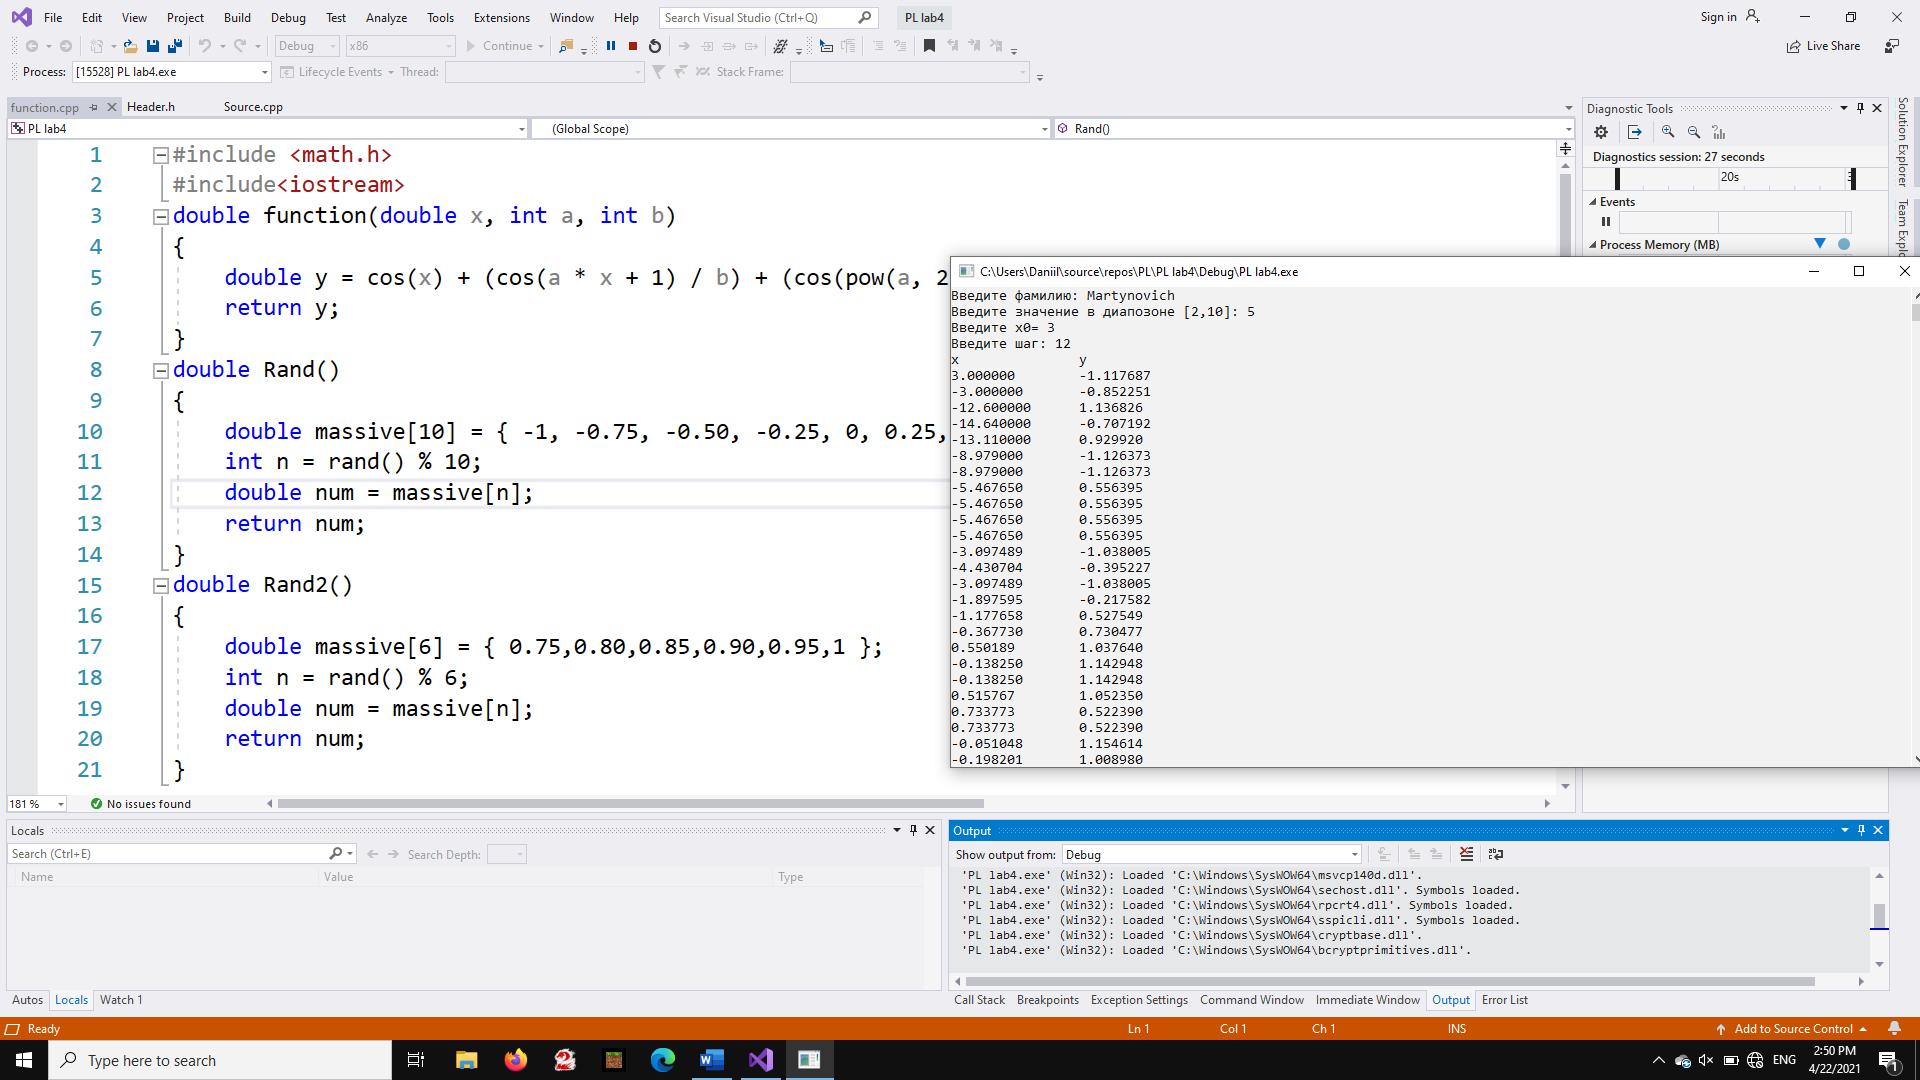 File Edit View Project Build Debug Test Analyze Tools Extensions Window Help Search Visual Studio (Ctrl+Q) PL lab4 Sign in
Debug x86 Continue Live Share
Process: [15528] PL lab4.exe Lifecycle Events Thread: Stack Frame:
function.cpp Header.h Source.cpp
PL lab4 (Global Scope) Rand()
1 #include <math.h>
2 #include<iostream>
3 double function(double x, int a, int b)
4 {
5 double y = cos(x) + (cos(a * x + 1) / b) + (cos(pow(a, 2
6 return y;
7 }
8 double Rand()
9 {
10 double massive[10] = { -1, -0.75, -0.50, -0.25, 0, 0.25,
11 int n = rand() % 10;
12 double num = massive[n];
13 return num;
14 }
15 double Rand2()
16 {
17 double massive[6] = { 0.75,0.80,0.85,0.90,0.95,1 };
18 int n = rand() % 6;
19 double num = massive[n];
20 return num;
21 }
181 % No issues found
Diagnostic Tools
Diagnostics session: 27 seconds
20s
Events
Process Memory (MB)
Solution Explorer
Team Explo
C:\Users\Daniil\source\repos\PL\PL lab4\Debug\PL lab4.exe
Введите фамилию: Martynovich
Введите значение в диапозоне [2,10]: 5
Введите x0= 3
Введите шаг: 12
x y
3.000000 -1.117687
-3.000000 -0.852251
-12.600000 1.136826
-14.640000 -0.707192
-13.110000 0.929920
-8.979000 -1.126373
-8.979000 -1.126373
-5.467650 0.556395
-5.467650 0.556395
-5.467650 0.556395
-5.467650 0.556395
-3.097489 -1.038005
-4.430704 -0.395227
-3.097489 -1.038005
-1.897595 -0.217582
-1.177658 0.527549
-0.367730 0.730477
0.550189 1.037640
-0.138250 1.142948
-0.138250 1.142948
0.515767 1.052350
0.733773 0.522390
0.733773 0.522390
-0.051048 1.154614
-0.198201 1.008980
Locals
Search (Ctrl+E) Search Depth:
Name Value Type
Autos Locals Watch 1
Output
Show output from: Debug
'PL lab4.exe' (Win32): Loaded 'C:\Windows\SysWOW64\msvcp140d.dll'.
'PL lab4.exe' (Win32): Loaded 'C:\Windows\SysWOW64\sechost.dll'. Symbols loaded.
'PL lab4.exe' (Win32): Loaded 'C:\Windows\SysWOW64\rpcrt4.dll'. Symbols loaded.
'PL lab4.exe' (Win32): Loaded 'C:\Windows\SysWOW64\sspicli.dll'. Symbols loaded.
'PL lab4.exe' (Win32): Loaded 'C:\Windows\SysWOW64\cryptbase.dll'.
'PL lab4.exe' (Win32): Loaded 'C:\Windows\SysWOW64\bcryptprimitives.dll'.
Call Stack Breakpoints Exception Settings Command Window Immediate Window Output Error List
Ready Ln 1 Col 1 Ch 1 INS Add to Source Control
Type here to search
ENG 2:50 PM
4/22/2021
1